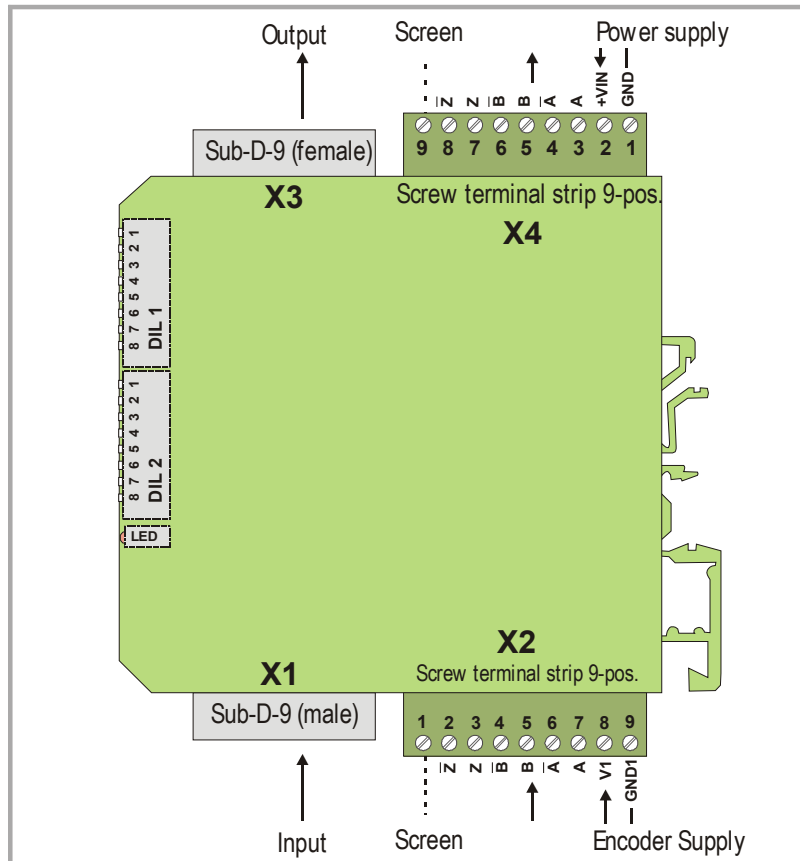 Output
Screen
Power supply
Z̅
Z
B̅
B
A̅
A
+VIN
GND
9 8 7 6 5 4 3 2 1
Sub-D-9 (female)
X3
Screw terminal strip 9-pos.
X4
1 2 3 4 5 6 7 8
DIL 1
1 2 3 4 5 6 7 8
DIL 2
LED
X2
Screw terminal strip 9-pos.
X1
Sub-D-9 (male)
1 2 3 4 5 6 7 8 9
Z̅
Z
B̅
B
A̅
A
V1
GND1
Input
Screen
Encoder Supply